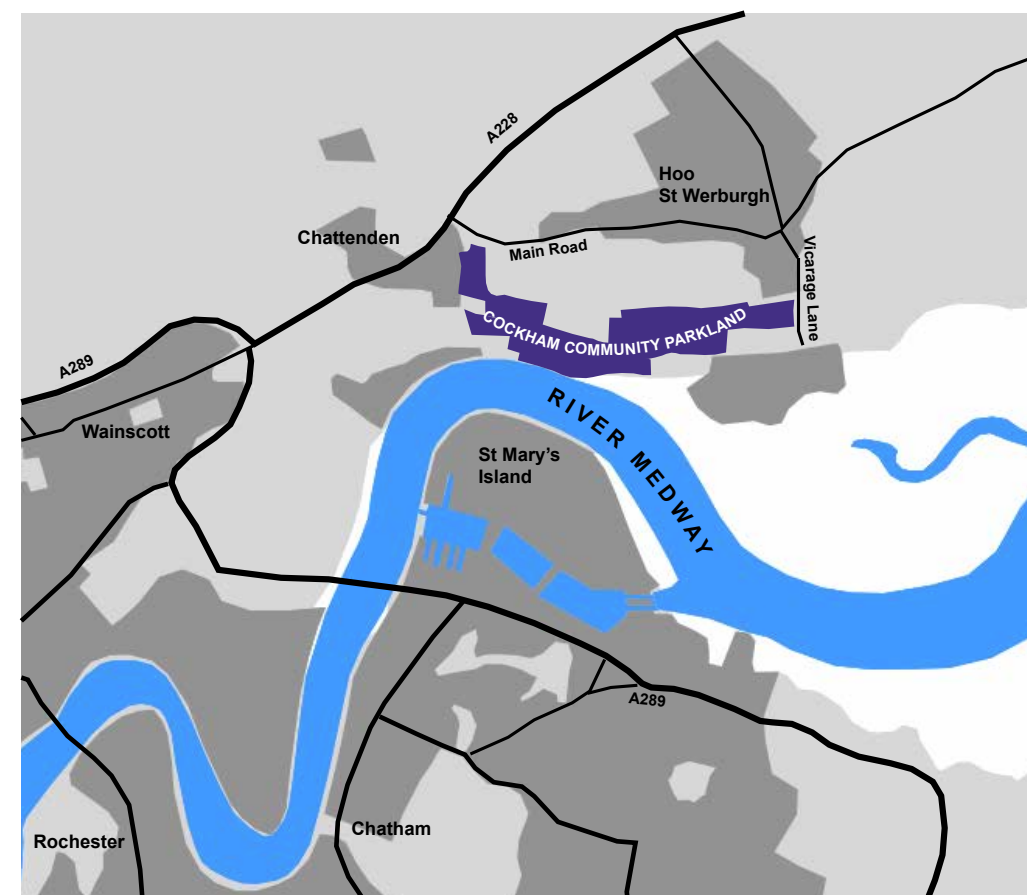 A228
Hoo
St Werburgh
Chattenden
Main Road
Vicarage Lane
COCKHAM COMMUNITY PARKLAND
A289
Wainscott
RIVER MEDWAY
St Mary's
Island
A289
Chatham
Rochester